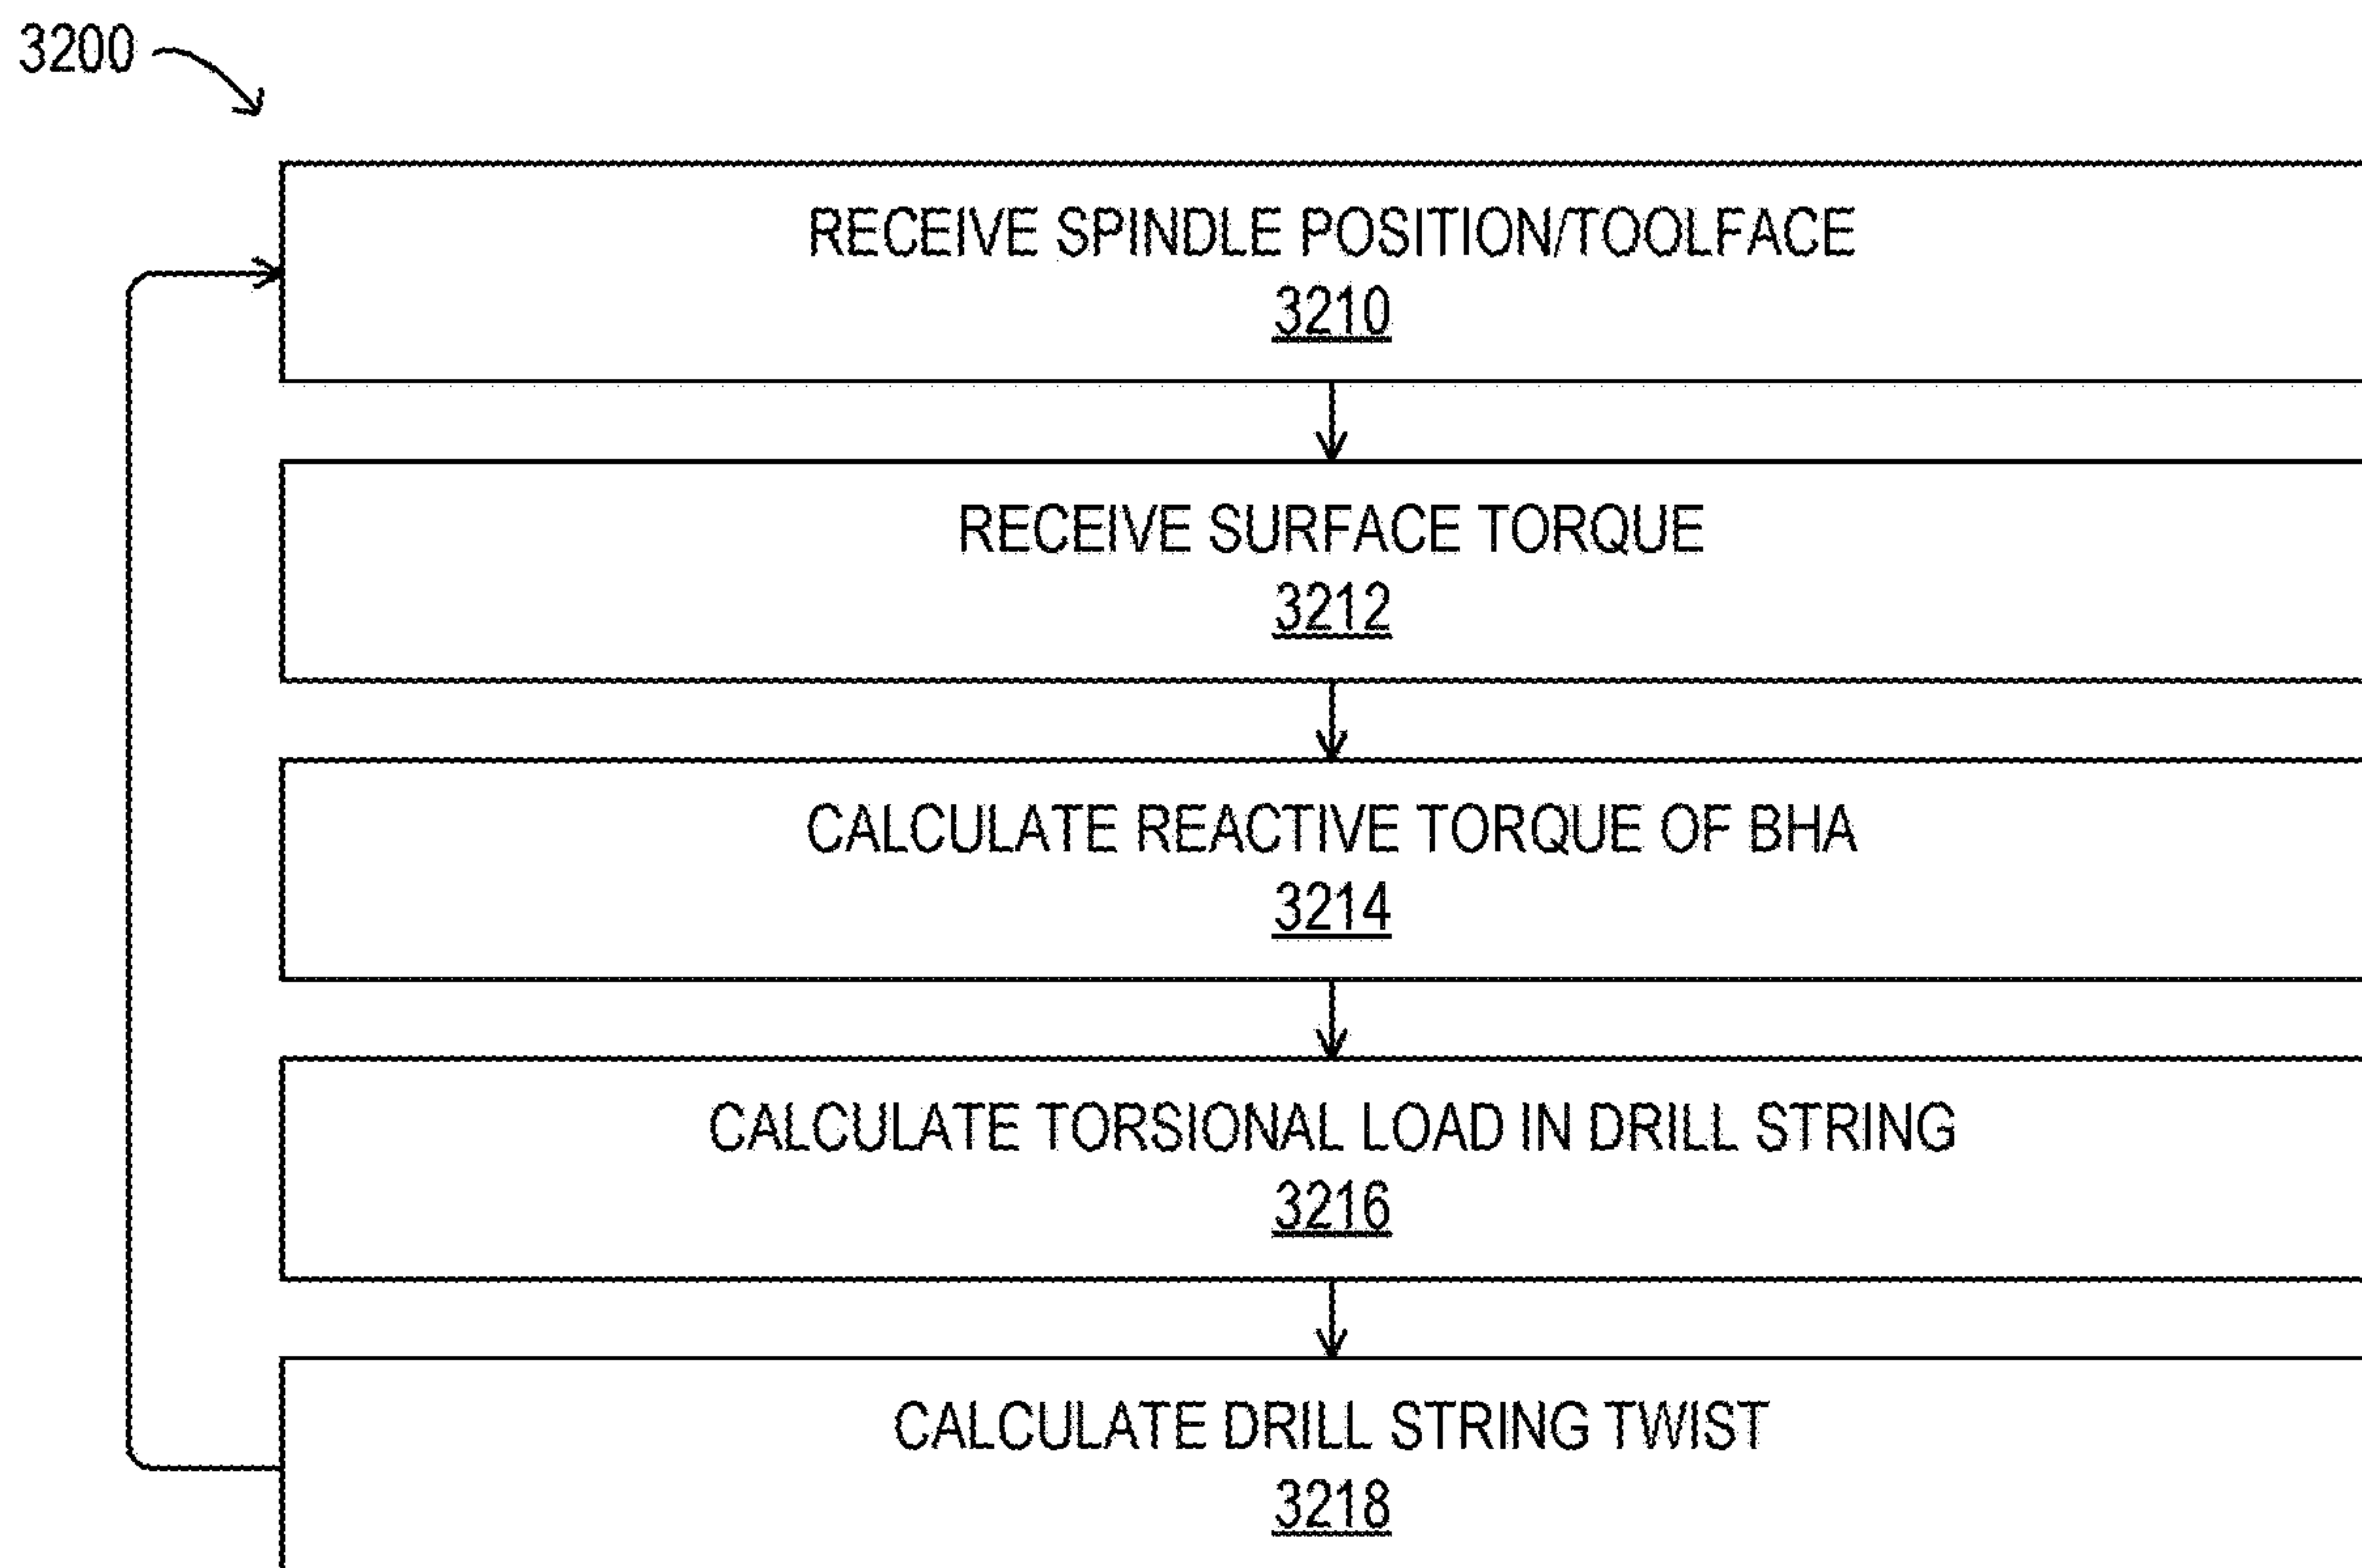 3200
RECEIVE SPINDLE POSITION/TOOLFACE
3210
RECEIVE SURFACE TORQUE
3212
CALCULATE REACTIVE TORQUE OF BHA
3214
CALCULATE TORSIONAL LOAD IN DRILL STRING
3216
CALCULATE DRILL STRING TWIST
3218